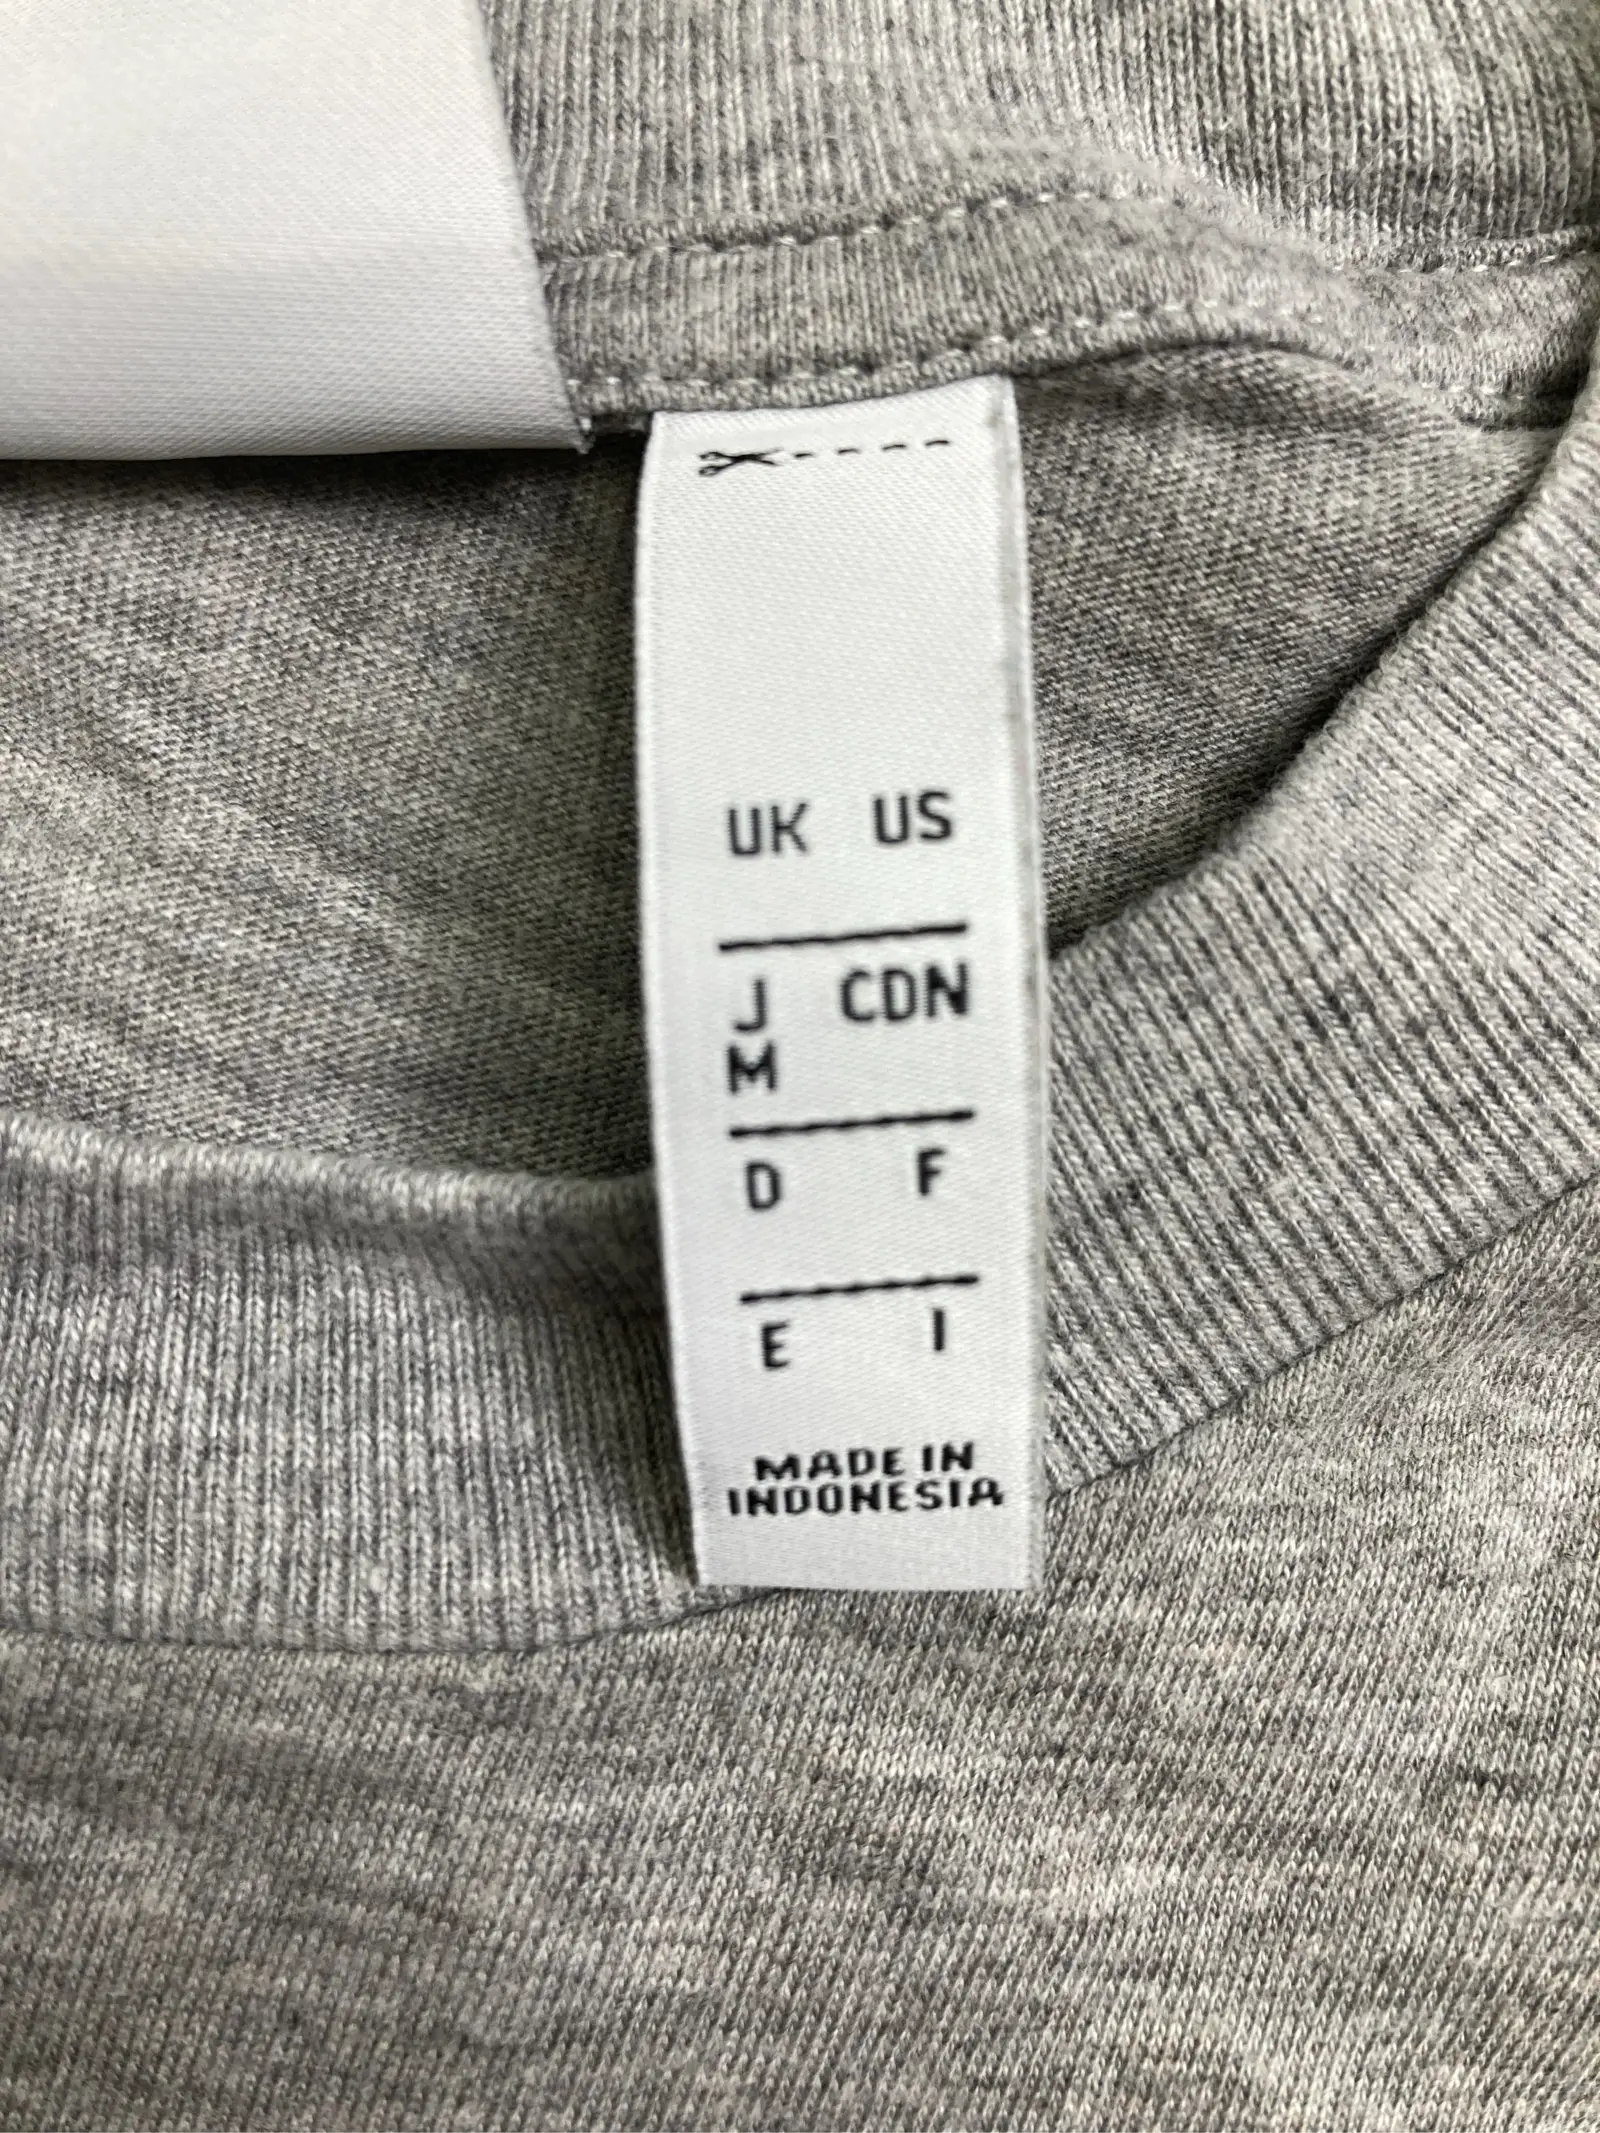 UK US
J CDN
M
D F
E I
MADE IN
INDONESIA